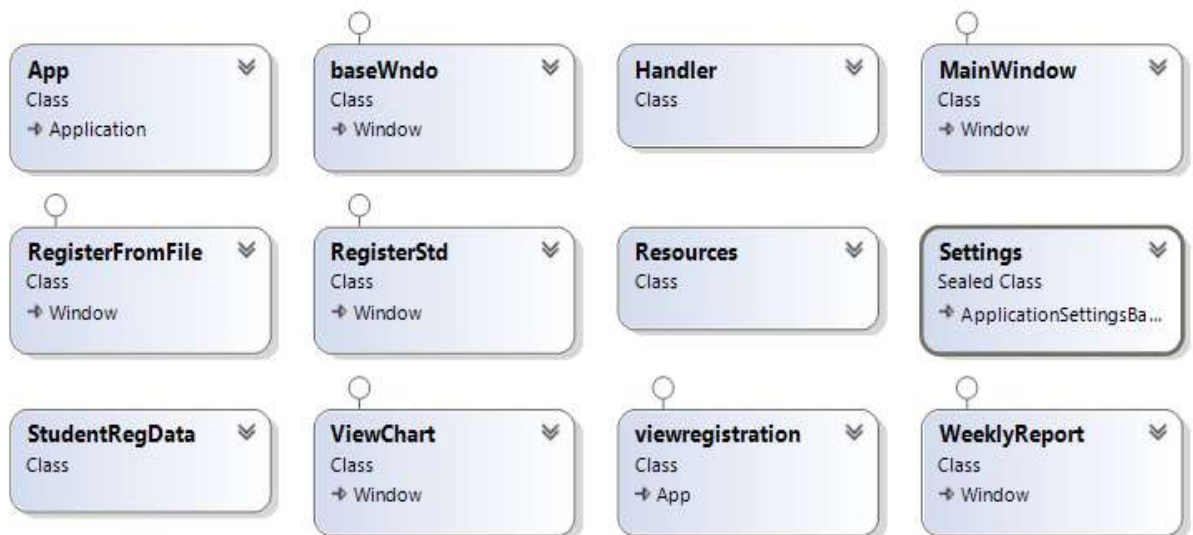 App
Class
Application
baseWndo
Class
Window
Handler
Class
MainWindow
Class
Window
RegisterFromFile
Class
Window
RegisterStd
Class
Window
Resources
Class
Settings
Sealed Class
ApplicationSettingsBa...
StudentRegData
Class
ViewChart
Class
Window
viewregistration
Class
App
WeeklyReport
Class
Window